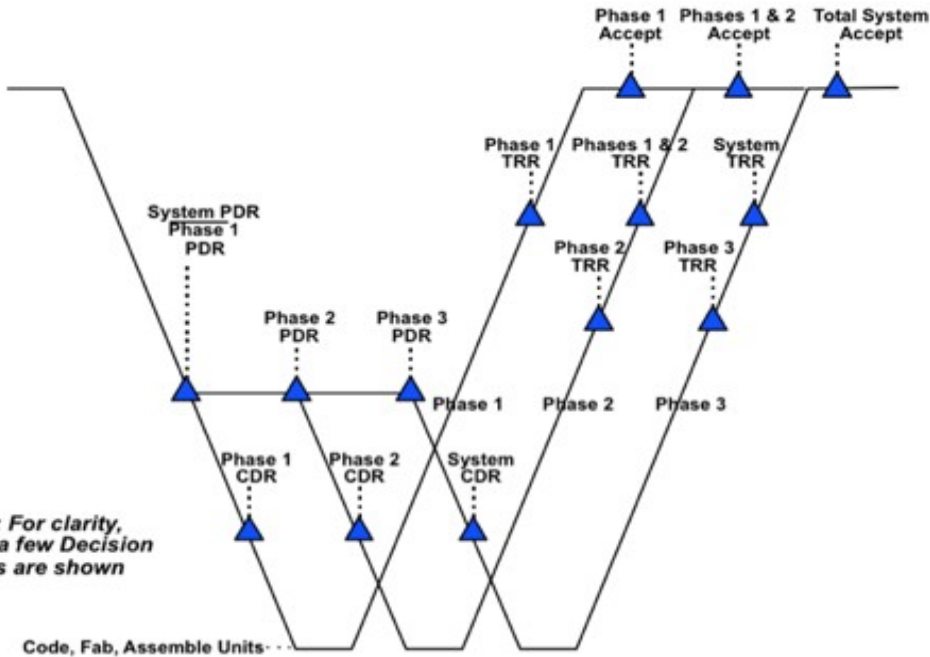 Phase 1
Accept
Phases 1 & 2
Accept
Total System
Accept
Phase 1
TRR
Phases 1 & 2
TRR
System
TRR
System PDR
Phase 1
PDR
Phase 2
TRR
Phase 3
TRR
Phase 2
PDR
Phase 3
PDR
Phase 1
Phase 2
Phase 3
Phase 1
CDR
Phase 2
CDR
System
CDR
: For clarity,
a few Decision
s are shown
Code, Fab, Assemble Units